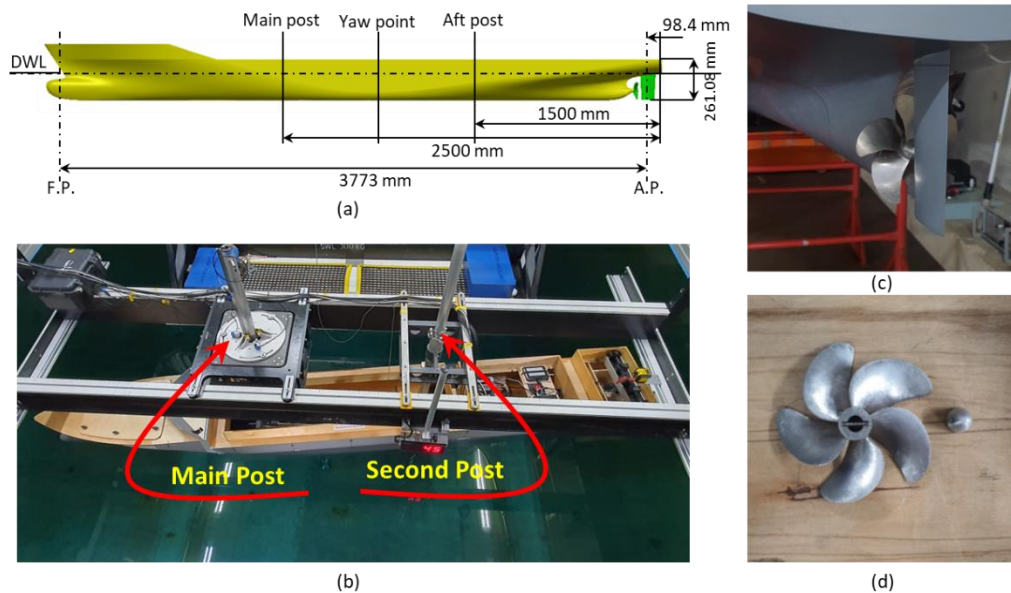 Main post
Yaw point
Aft post
98.4 mm
DWL
261.08 mm
1500 mm
2500 mm
3773 mm
F.P.
A.P.
(a)
Main Post
Second Post
(b)
(c)
(d)